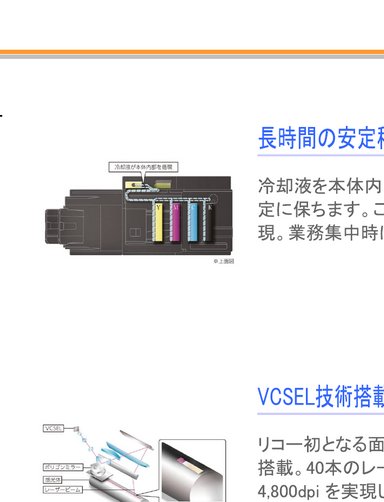 長時間の安定稼
冷却液が本体内部を循環
冷却液を本体内
定に保ちます。こ
現。業務集中時に
Y M C K
※上面図
VCSEL技術搭載
VCSEL
ポリゴンミラー
感光体
レーザービーム
リコー初となる面
搭載。40本のレー
4,800dpi を実現し